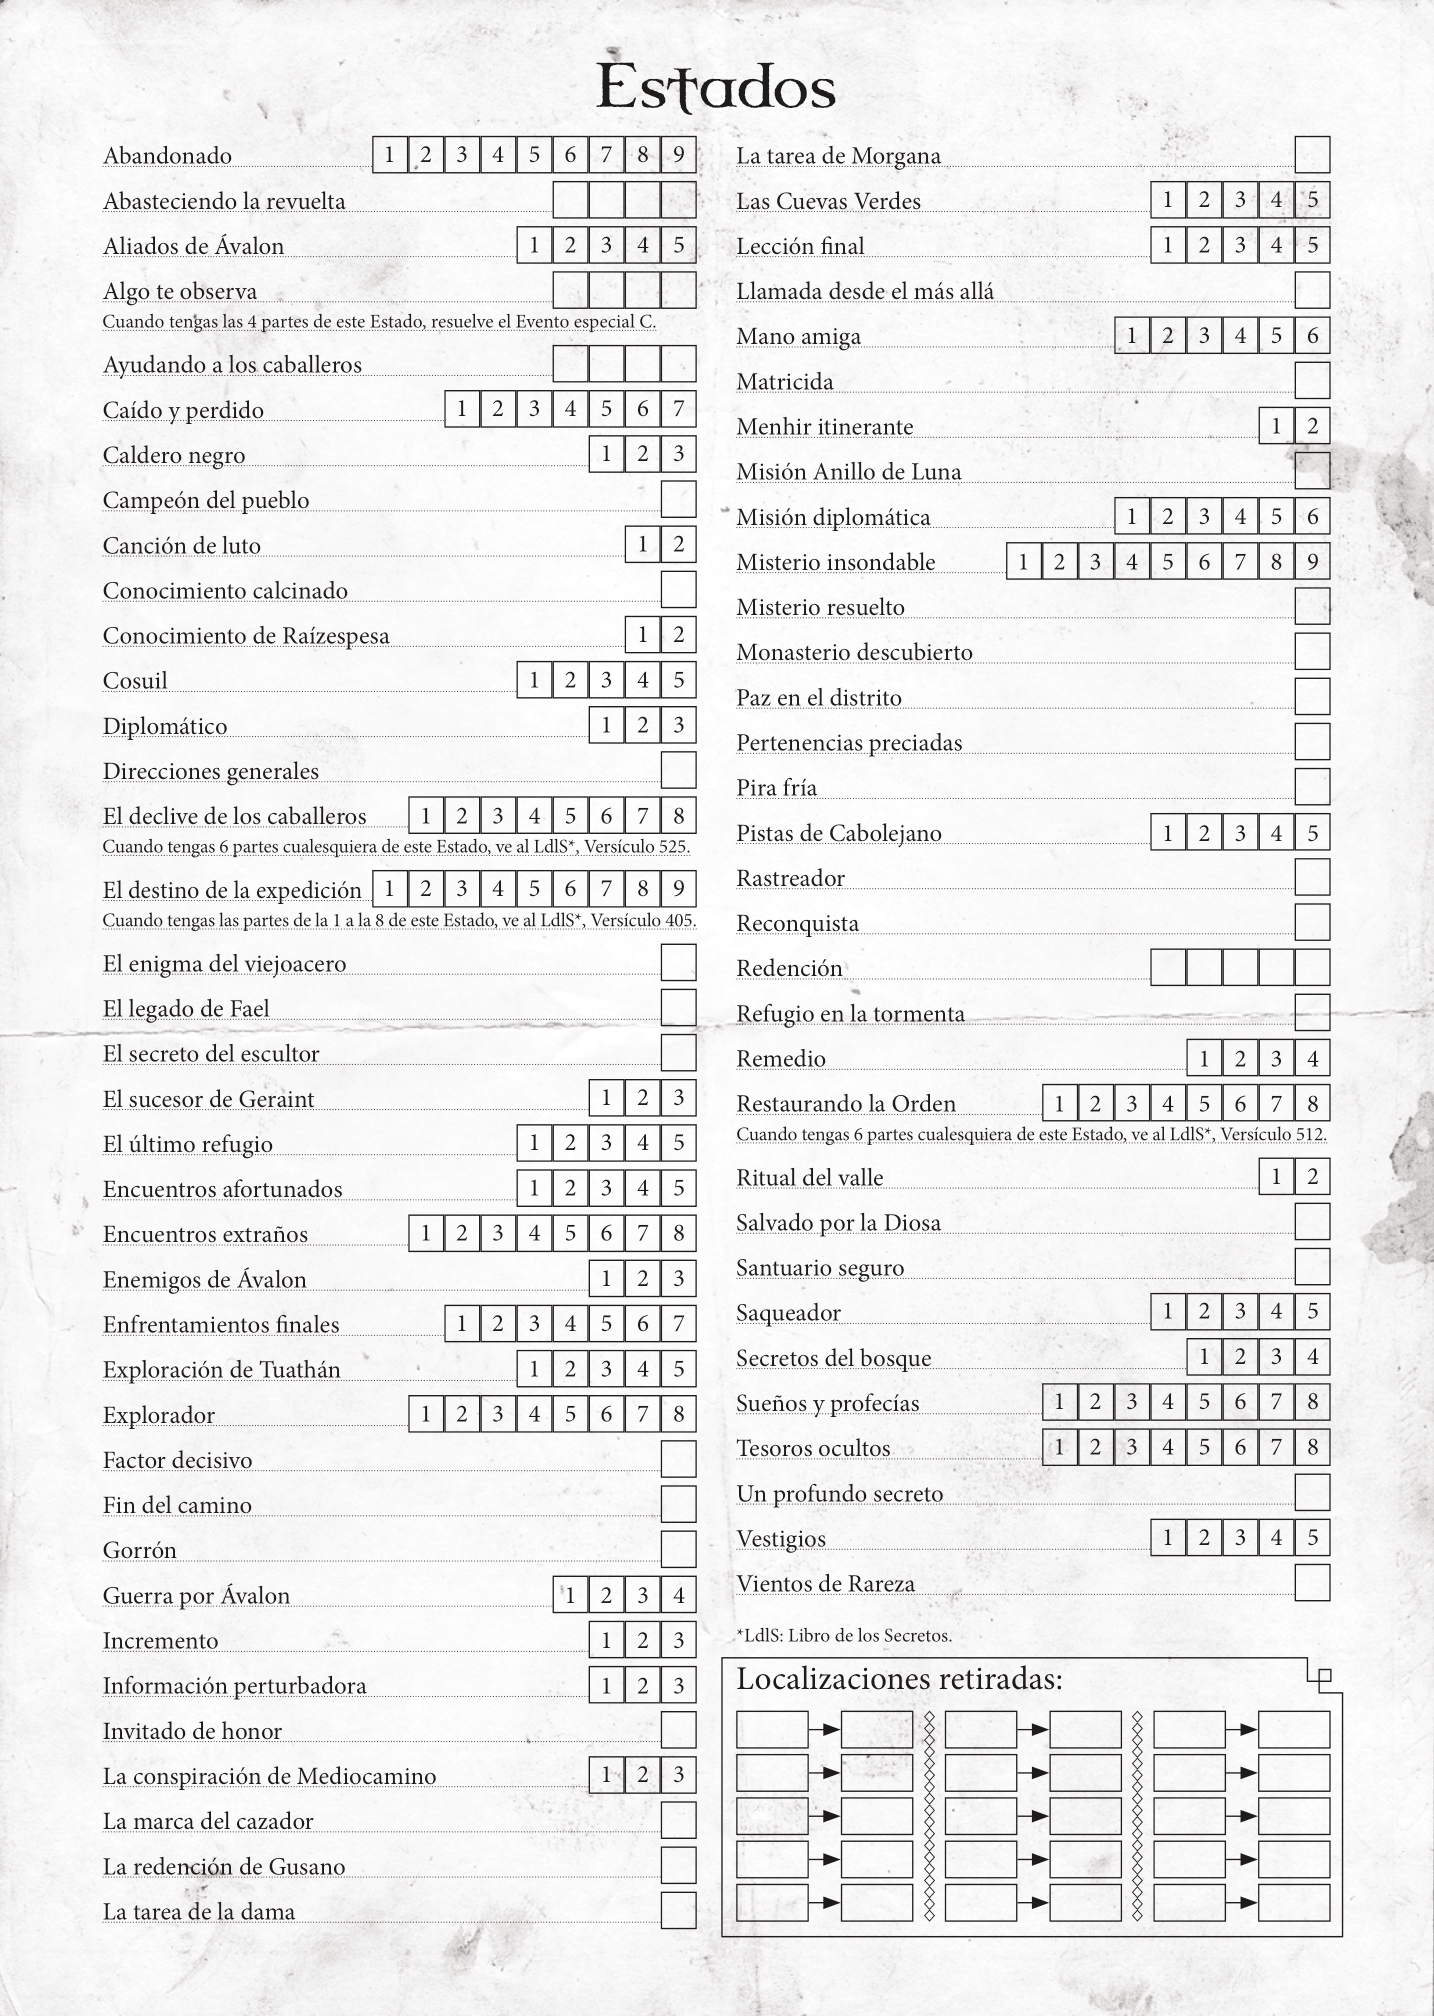 Estados
Abandonado 1 2 3 4 5 6 7 8 9
Abasteciendo la revuelta
Aliados de Ávalon 1 2 3 4 5
Algo te observa
Cuando tengas las 4 partes de este Estado, resuelve el Evento especial C.
Ayudando a los caballeros
Caído y perdido 1 2 3 4 5 6 7
Caldero negro 1 2 3
Campeón del pueblo
Canción de luto 1 2
Conocimiento calcinado
Conocimiento de Raízespesa 1 2
Cosuil 1 2 3 4 5
Diplomático 1 2 3
Direcciones generales
El declive de los caballeros 1 2 3 4 5 6 7 8
Cuando tengas 6 partes cualesquiera de este Estado, ve al LdlS*, Versículo 525.
El destino de la expedición 1 2 3 4 5 6 7 8 9
Cuando tengas las partes de la 1 a la 8 de este Estado, ve al LdlS*, Versículo 405.
El enigma del viejoacero
El legado de Fael
El secreto del escultor
El sucesor de Geraint 1 2 3
El último refugio 1 2 3 4 5
Encuentros afortunados 1 2 3 4 5
Encuentros extraños 1 2 3 4 5 6 7 8
Enemigos de Ávalon 1 2 3
Enfrentamientos finales 1 2 3 4 5 6 7
Exploración de Tuathán 1 2 3 4 5
Explorador 1 2 3 4 5 6 7 8
Factor decisivo
Fin del camino
Gorrón
Guerra por Ávalon 1 2 3 4
Incremento 1 2 3
Información perturbadora 1 2 3
Invitado de honor
La conspiración de Mediocamino 1 2 3
La marca del cazador
La redención de Gusano
La tarea de la dama
La tarea de Morgana
Las Cuevas Verdes 1 2 3 4 5
Lección final 1 2 3 4 5
Llamada desde el más allá
Mano amiga 1 2 3 4 5 6
Matricida
Menhir itinerante 1 2
Misión Anillo de Luna
Misión diplomática 1 2 3 4 5 6
Misterio insondable 1 2 3 4 5 6 7 8 9
Misterio resuelto
Monasterio descubierto
Paz en el distrito
Pertenencias preciadas
Pira fría
Pistas de Cabolejano 1 2 3 4 5
Rastreador
Reconquista
Redención
Refugio en la tormenta
Remedio 1 2 3 4
Restaurando la Orden 1 2 3 4 5 6 7 8
Cuando tengas 6 partes cualesquiera de este Estado, ve al LdlS*, Versículo 512.
Ritual del valle 1 2
Salvado por la Diosa
Santuario seguro
Saqueador 1 2 3 4 5
Secretos del bosque 1 2 3 4
Sueños y profecías 1 2 3 4 5 6 7 8
Tesoros ocultos 1 2 3 4 5 6 7 8
Un profundo secreto
Vestigios 1 2 3 4 5
Vientos de Rareza
*LdlS: Libro de los Secretos.
Localizaciones retiradas: